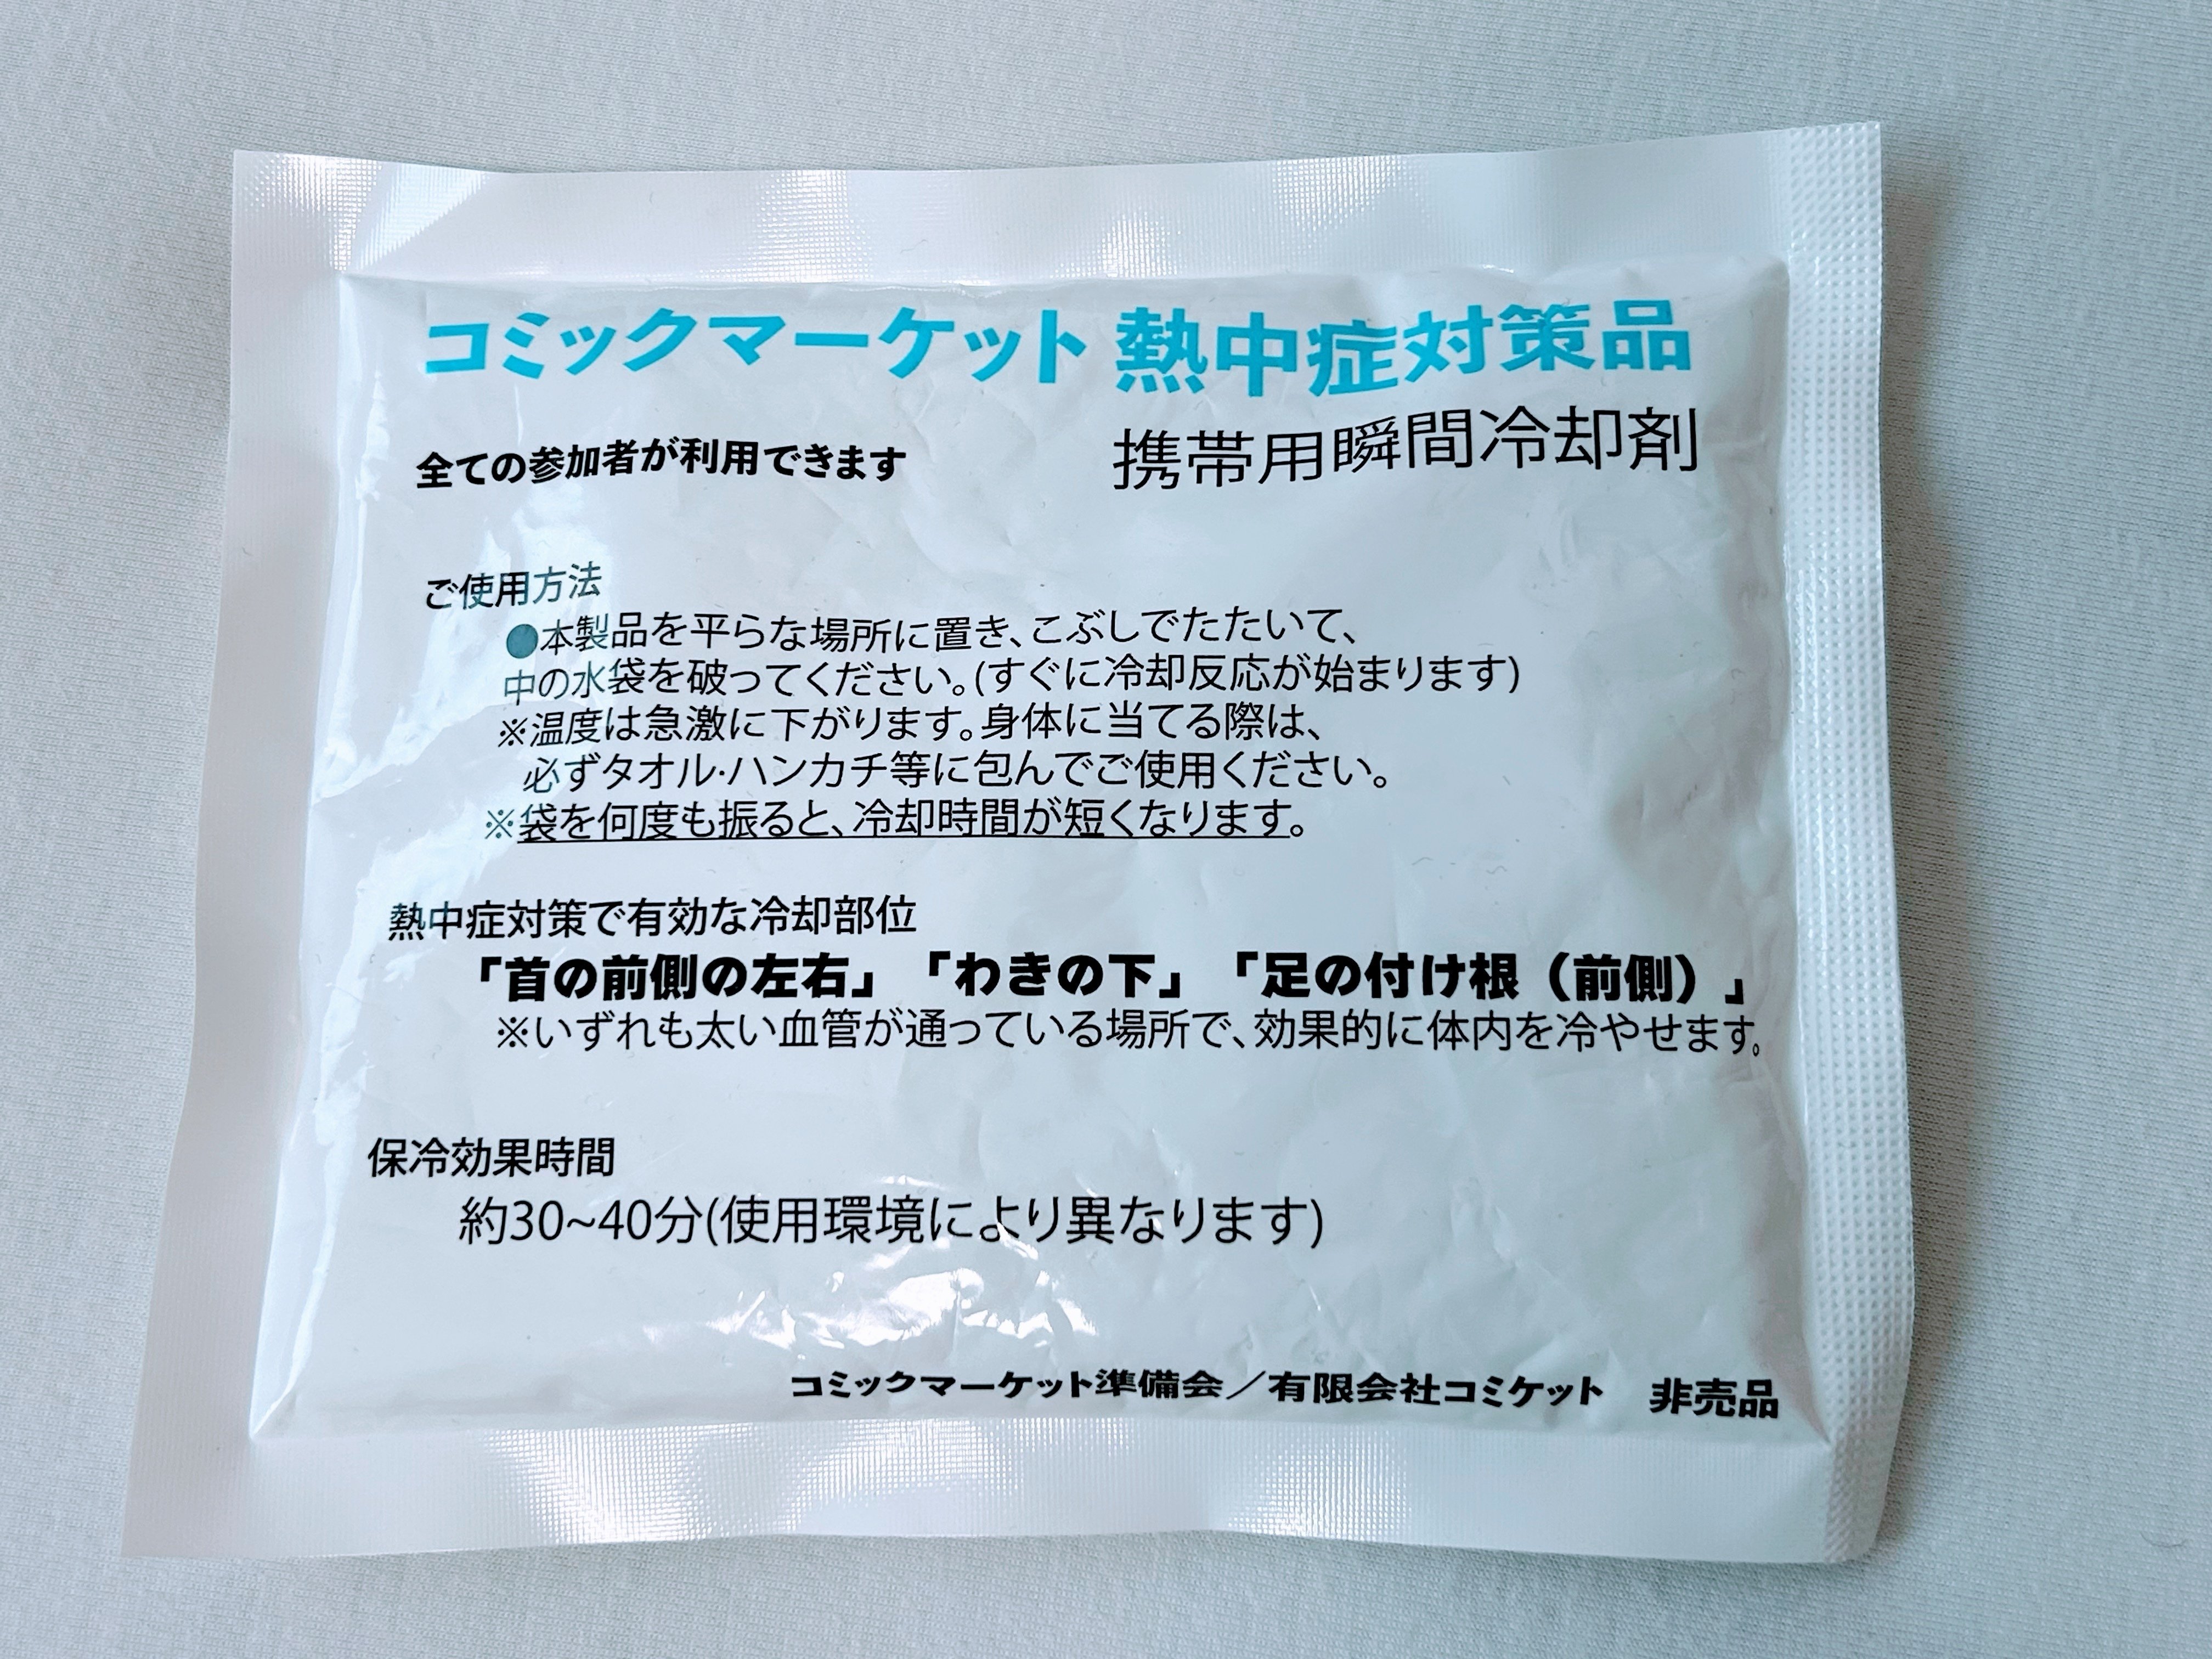 コミックマーケット 熱中症対策品
全ての参加者が利用できます
携帯用瞬間冷却剤
ご使用方法
●本製品を平らな場所に置き、こぶしでたたいて、
中の水袋を破ってください。(すぐに冷却反応が始まります)
※温度は急激に下がります。身体に当てる際は、
必ずタオル・ハンカチ等に包んでご使用ください。
※袋を何度も振ると、冷却時間が短くなります。
熱中症対策で有効な冷却部位
「首の前側の左右」「わきの下」「足の付け根（前側）」
※いずれも太い血管が通っている場所で、効果的に体内を冷やせます。
保冷効果時間
約30~40分(使用環境により異なります)
コミックマーケット準備会／有限会社コミケット　非売品